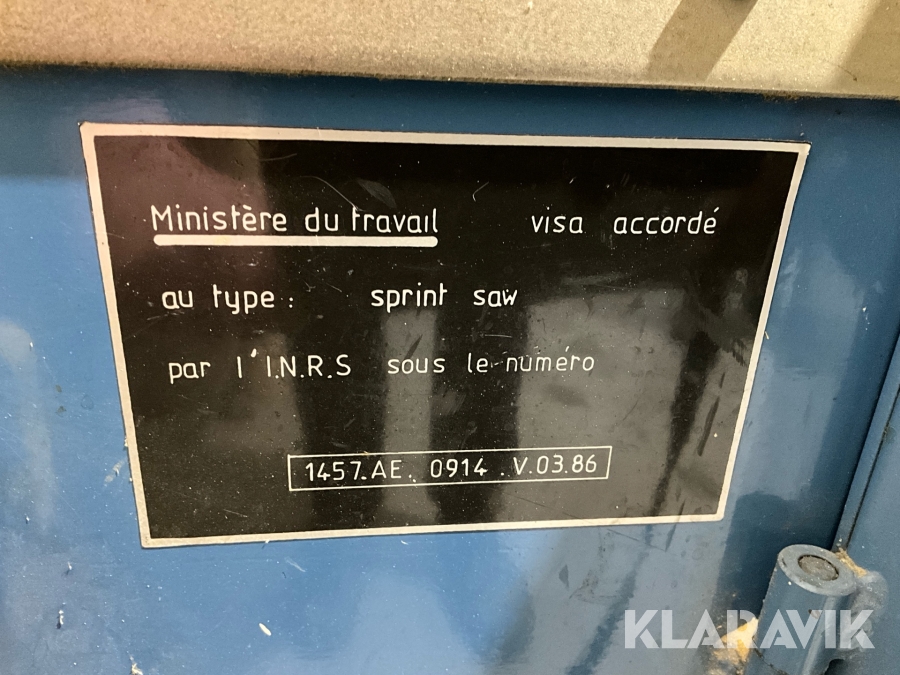 Ministère du travail visa accordé
au type : sprint saw
par l'I.N.R.S sous le numéro
1457.AE. 0914 .V.03.86
KLARAVIK